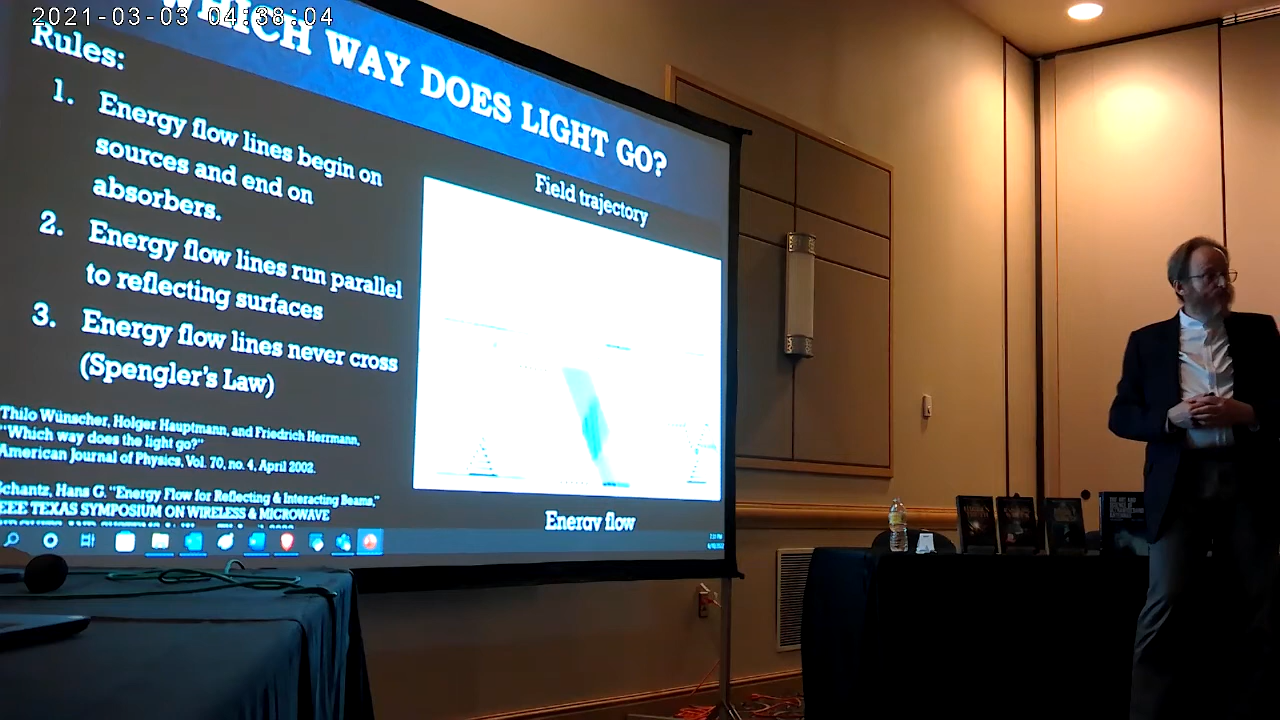 2021-03-03 04:38:04
WHICH WAY DOES LIGHT GO?
Rules:
1. Energy flow lines begin on
sources and end on
absorbers.
2. Energy flow lines run parallel
to reflecting surfaces
3. Energy flow lines never cross
(Spengler's Law)
Thilo Wünscher, Holger Hauptmann, and Friedrich Herrmann,
"Which way does the light go?"
American Journal of Physics, Vol. 70, no. 4, April 2002.
Schantz, Hans G. "Energy Flow for Reflecting & Interacting Beams,"
IEEE TEXAS SYMPOSIUM ON WIRELESS & MICROWAVE
Field trajectory
Energy flow